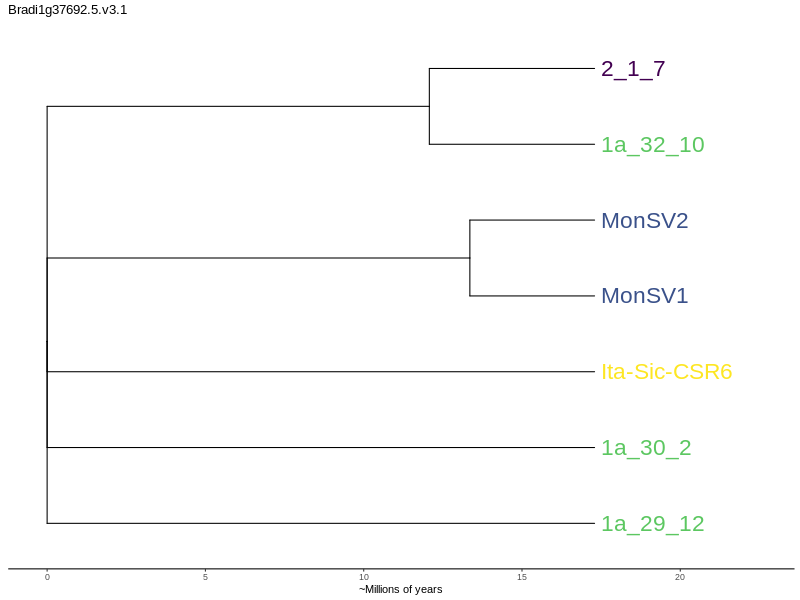 Bradi1g37692.5.v3.1
2_1_7
1a_32_10
MonSV2
MonSV1
Ita-Sic-CSR6
1a_30_2
1a_29_12
0 5 10 15 20
~Millions of years